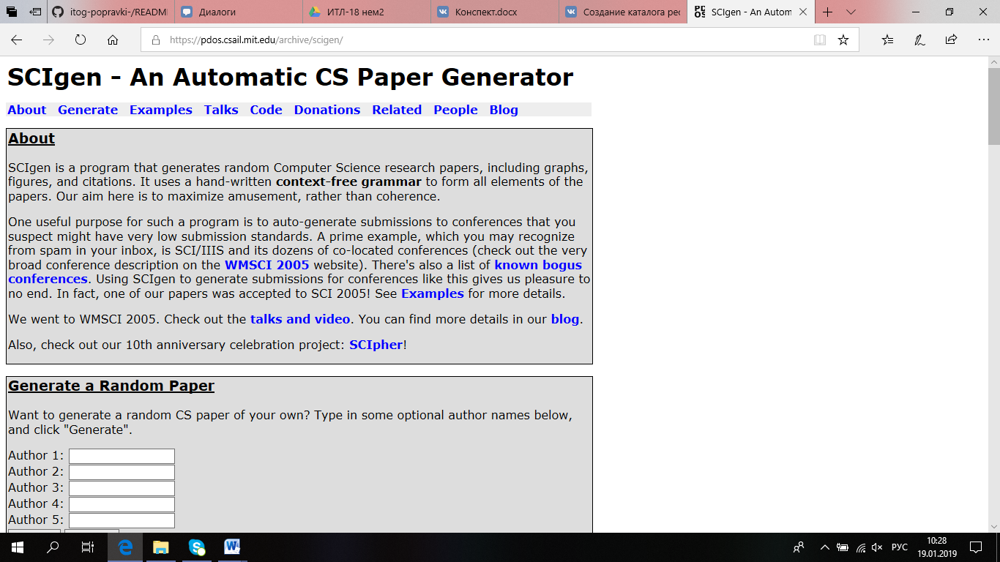 itog-popravki-/READMI
Диалоги
ИТЛ-18 нем2
Конспект.docx
Создание каталога рес
SCIgen - An Autom
https://pdos.csail.mit.edu/archive/scigen/
SCIgen - An Automatic CS Paper Generator
About Generate Examples Talks Code Donations Related People Blog
About
SCIgen is a program that generates random Computer Science research papers, including graphs,
figures, and citations. It uses a hand-written context-free grammar to form all elements of the
papers. Our aim here is to maximize amusement, rather than coherence.
One useful purpose for such a program is to auto-generate submissions to conferences that you
suspect might have very low submission standards. A prime example, which you may recognize
from spam in your inbox, is SCI/IIIS and its dozens of co-located conferences (check out the very
broad conference description on the WMSCI 2005 website). There's also a list of known bogus
conferences. Using SCIgen to generate submissions for conferences like this gives us pleasure to
no end. In fact, one of our papers was accepted to SCI 2005! See Examples for more details.
We went to WMSCI 2005. Check out the talks and video. You can find more details in our blog.
Also, check out our 10th anniversary celebration project: SCIpher!
Generate a Random Paper
Want to generate a random CS paper of your own? Type in some optional author names below,
and click "Generate".
Author 1:
Author 2:
Author 3:
Author 4:
Author 5:
РУС
10:28
19.01.2019